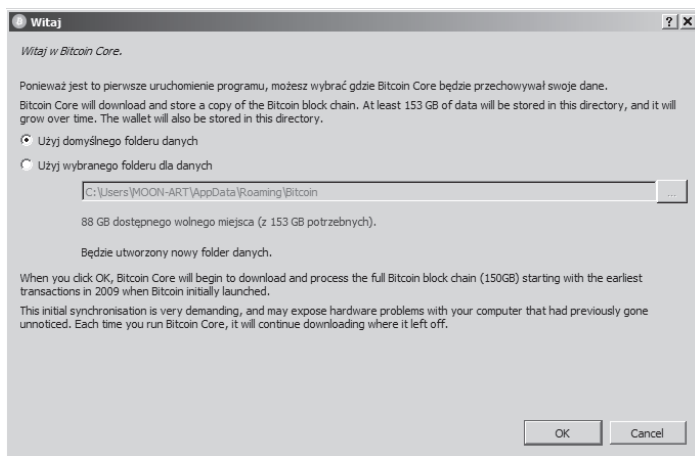 Witaj
Witaj w Bitcoin Core.
Ponieważ jest to pierwsze uruchomienie programu, możesz wybrać gdzie Bitcoin Core będzie przechowywał swoje dane.
Bitcoin Core will download and store a copy of the Bitcoin block chain. At least 153 GB of data will be stored in this directory, and it will
grow over time. The wallet will also be stored in this directory.
Użyj domyślnego folderu danych
Użyj wybranego folderu dla danych
C:\Users\MOON-ART\AppData\Roaming\Bitcoin
...
88 GB dostępnego wolnego miejsca (z 153 GB potrzebnych).
Będzie utworzony nowy folder danych.
When you click OK, Bitcoin Core will begin to download and process the full Bitcoin block chain (150GB) starting with the earliest
transactions in 2009 when Bitcoin initially launched.
This initial synchronisation is very demanding, and may expose hardware problems with your computer that had previously gone
unnoticed. Each time you run Bitcoin Core, it will continue downloading where it left off.
OK Cancel